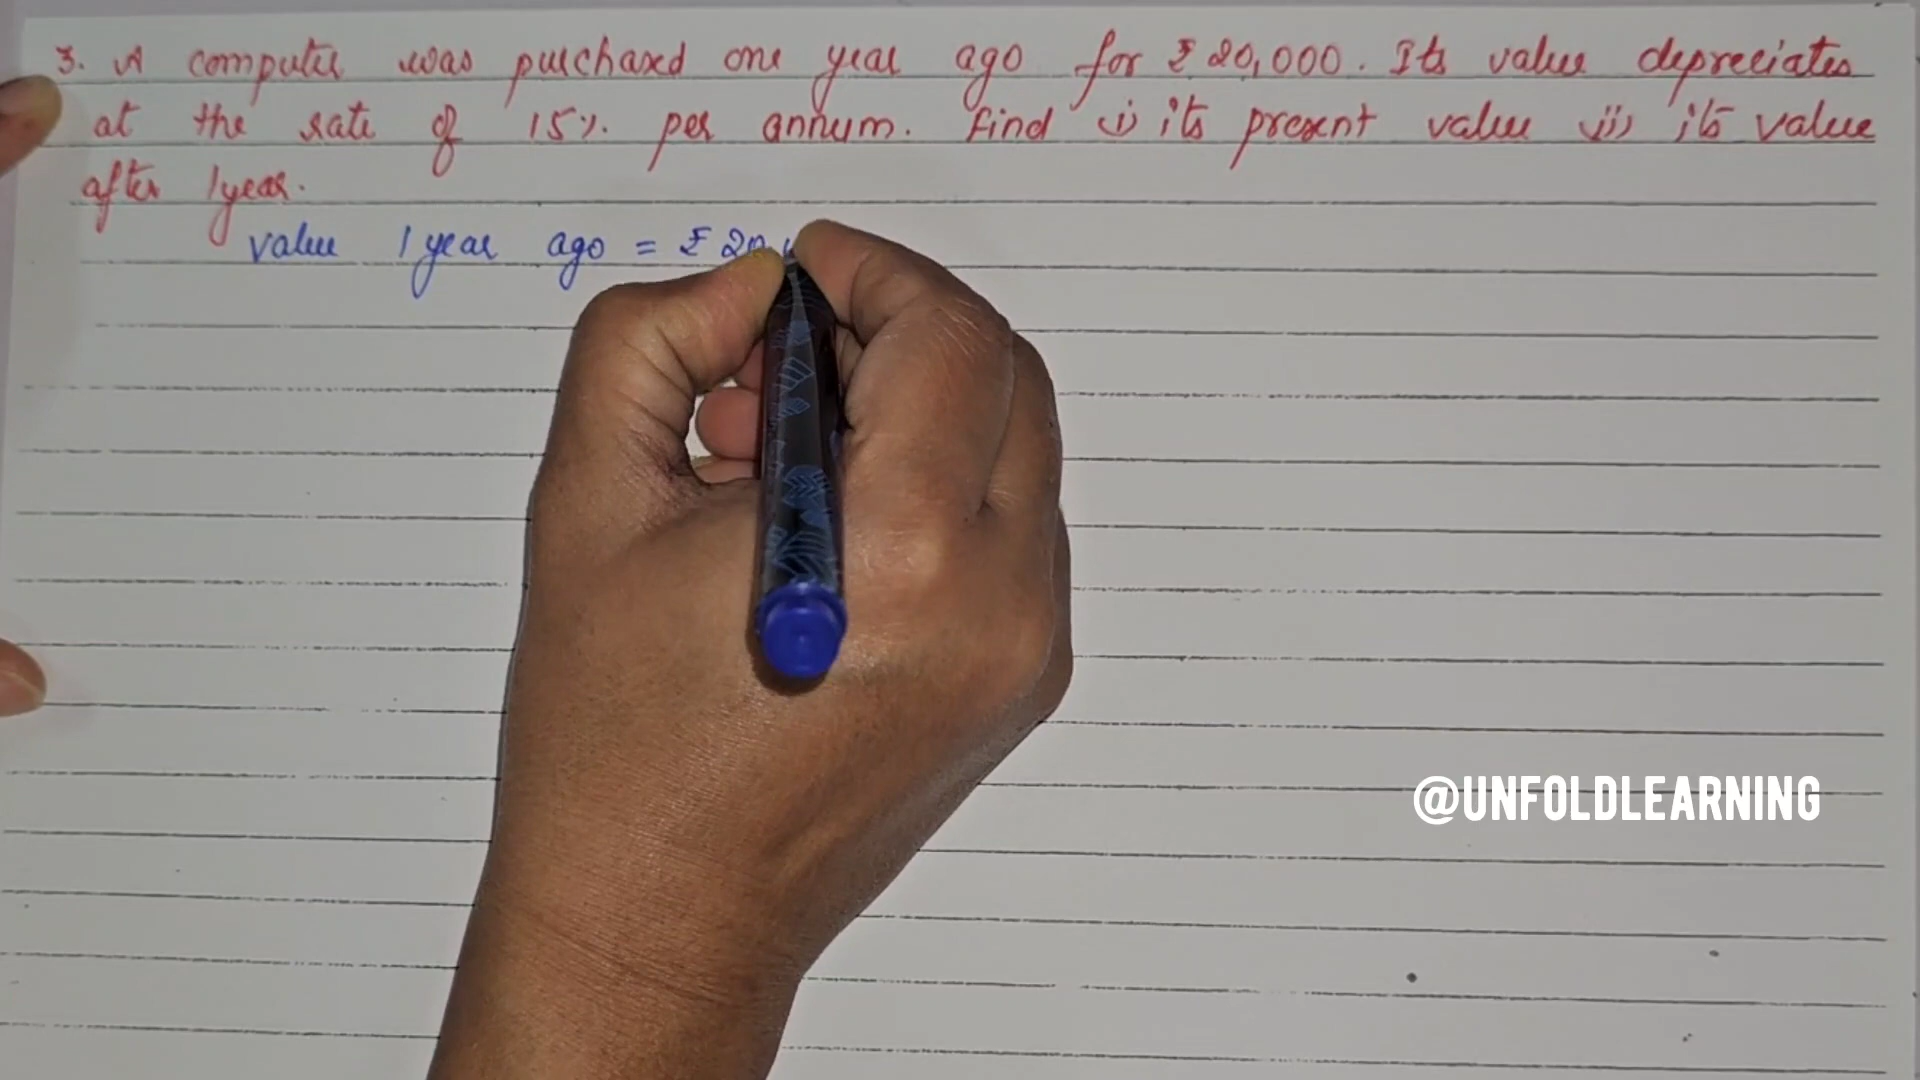 3. A computer was purchased one year ago for ₹ 20,000. Its value depreciates
at the rate of 15%. per annum. Find (i) its present value (ii) its value
after 1 year.
value 1 year ago = ₹ 20
@UNFOLDLEARNING